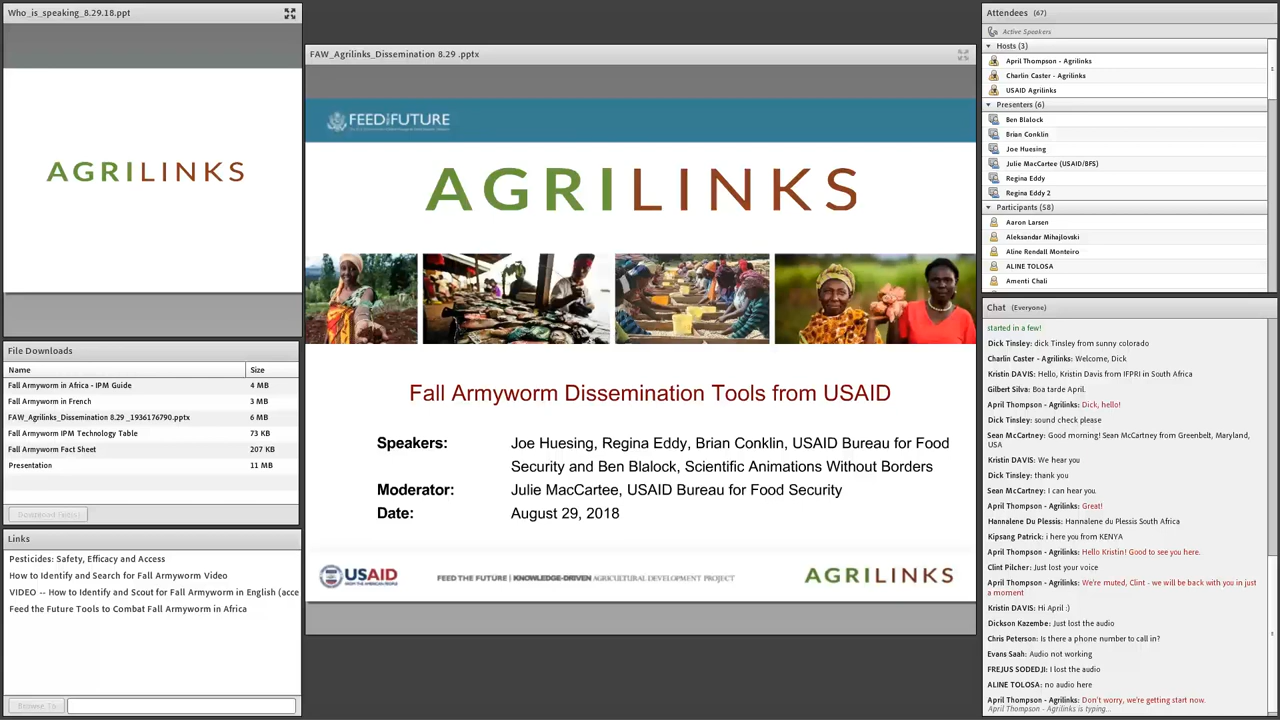 Who_is_speaking_8.29.18.ppt
AGRILINKS
File Downloads
Name Size
Fall Armyworm in Africa - IPM Guide 4 MB
Fall Armyworm in French 3 MB
FAW_Agrilinks_Dissemination 8.29 _1936176790.pptx 6 MB
Fall Armyworm IPM Technology Table 73 KB
Fall Armyworm Fact Sheet 207 KB
Presentation 11 MB
Download File(s)
Links
Pesticides: Safety, Efficacy and Access
How to Identify and Search for Fall Armyworm Video
VIDEO -- How to Identify and Scout for Fall Armyworm in English (acce
Feed the Future Tools to Combat Fall Armyworm in Africa
Browse To
FAW_Agrilinks_Dissemination 8.29 .pptx
FEED THE FUTURE
AGRILINKS
Fall Armyworm Dissemination Tools from USAID
Speakers: Joe Huesing, Regina Eddy, Brian Conklin, USAID Bureau for Food
Security and Ben Blalock, Scientific Animations Without Borders
Moderator: Julie MacCartee, USAID Bureau for Food Security
Date: August 29, 2018
USAID
FROM THE AMERICAN PEOPLE
FEED THE FUTURE | KNOWLEDGE-DRIVEN AGRICULTURAL DEVELOPMENT PROJECT
AGRILINKS
Attendees (67)
Active Speakers
Hosts (3)
April Thompson - Agrilinks
Charlin Caster - Agrilinks
USAID Agrilinks
Presenters (6)
Ben Blalock
Brian Conklin
Joe Huesing
Julie MacCartee (USAID/BFS)
Regina Eddy
Regina Eddy 2
Participants (58)
Aaron Larsen
Aleksandar Mihajlovski
Aline Rendall Monteiro
ALINE TOLOSA
Amenti Chali
Chat (Everyone)
started in a few!
Dick Tinsley: dick Tinsley from sunny colorado
Charlin Caster - Agrilinks: Welcome, Dick
Kristin DAVIS: Hello, Kristin Davis from IFPRI in South Africa
Gilbert Silva: Boa tarde April.
April Thompson - Agrilinks: Dick, hello!
Dick Tinsley: sound check please
Sean McCartney: Good morning! Sean McCartney from Greenbelt, Maryland,
USA
Kristin DAVIS: We hear you
Dick Tinsley: thank you
Sean McCartney: I can hear you.
April Thompson - Agrilinks: Great!
Hannalene Du Plessis: Hannalene du Plessis South Africa
Kipsang Patrick: i here you from KENYA
April Thompson - Agrilinks: Hello Kristin! Good to see you here.
Clint Pilcher: Just lost your voice
April Thompson - Agrilinks: We're muted, Clint - we will be back with you in just
a moment
Kristin DAVIS: Hi April :)
Dickson Kazembe: Just lost the audio
Chris Peterson: Is there a phone number to call in?
Evans Saah: Audio not working
FREJUS SODEDJI: I lost the audio
ALINE TOLOSA: no audio here
April Thompson - Agrilinks: Don't worry, we're getting start now.
April Thompson - Agrilinks is typing...